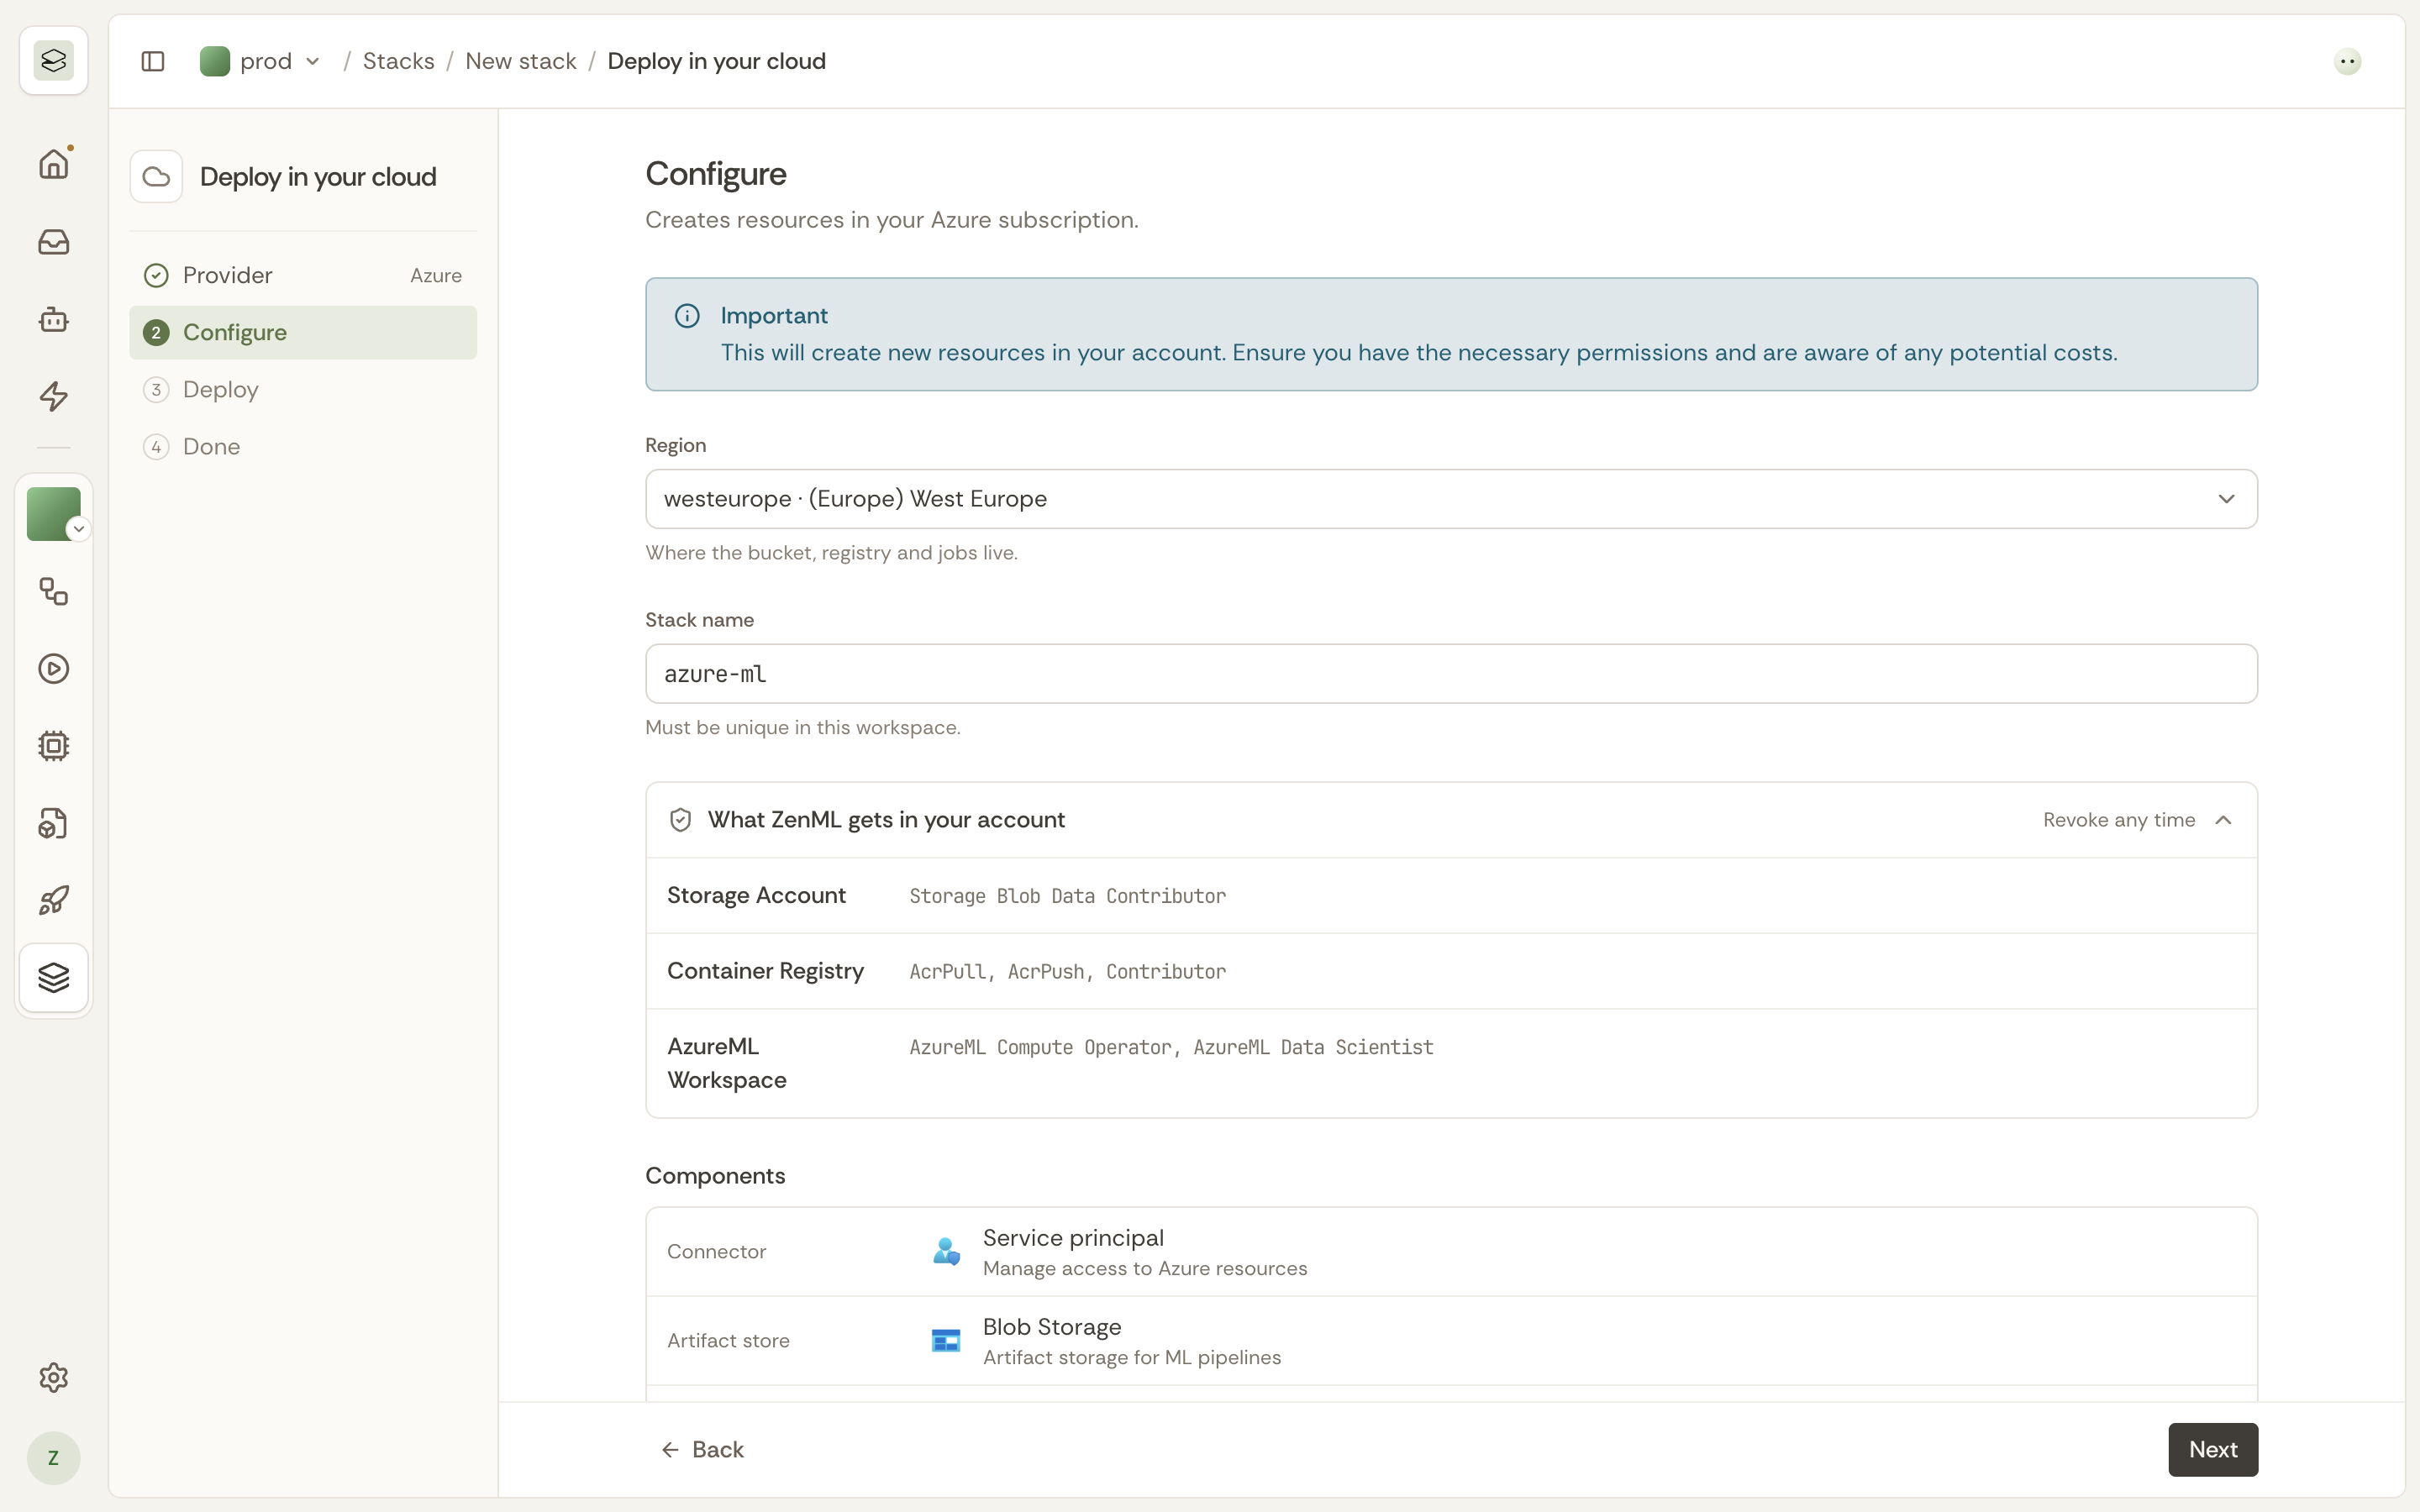 prod / Stacks / New stack / Deploy in your cloud
Deploy in your cloud
Provider Azure
2 Configure
3 Deploy
4 Done
Z
Configure
Creates resources in your Azure subscription.
Important
This will create new resources in your account. Ensure you have the necessary permissions and are aware of any potential costs.
Region
westeurope · (Europe) West Europe
Where the bucket, registry and jobs live.
Stack name
azure-ml
Must be unique in this workspace.
What ZenML gets in your account Revoke any time
Storage Account Storage Blob Data Contributor
Container Registry AcrPull, AcrPush, Contributor
AzureML AzureML Compute Operator, AzureML Data Scientist
Workspace
Components
Connector
Service principal
Manage access to Azure resources
Artifact store
Blob Storage
Artifact storage for ML pipelines
Back
Next